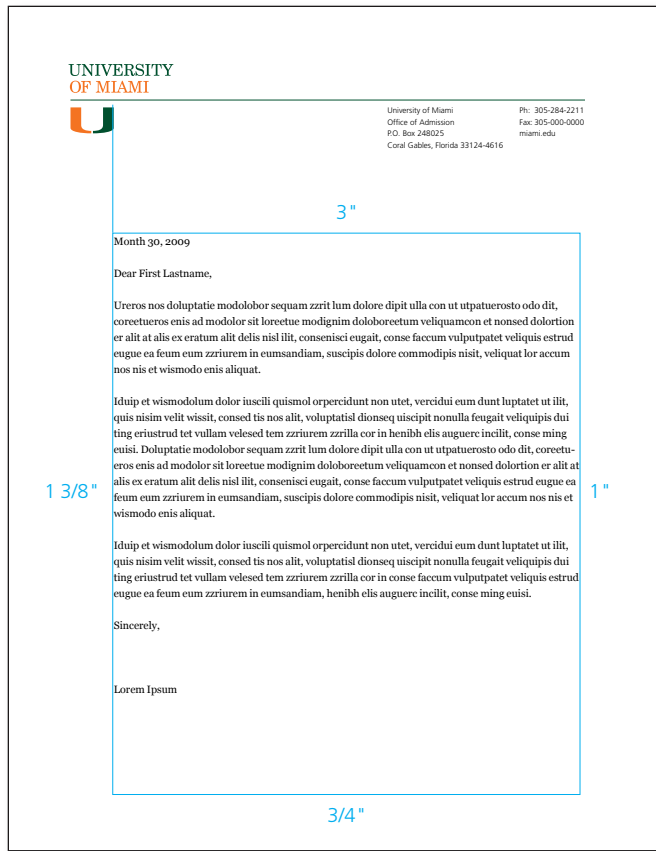 UNIVERSITY
OF MIAMI
University of Miami
Office of Admission
P.O. Box 248025
Coral Gables, Florida 33124-4616
Ph: 305-284-2211
Fax: 305-000-0000
miami.edu
3 "
Month 30, 2009
Dear First Lastname,
Ureros nos doluptatie modolobor sequam zzrit lum dolore dipit ulla con ut utpatuerosto odo dit,
coreetueros enis ad modolor sit loreetue modignim doloboreetum veliquamcon et nonsed dolortion
er alit at alis ex eratum alit delis nisl ilit, consenisci eugait, conse faccum vulputpatet veliquis estrud
eugue ea feum eum zzriurem in eumsandiam, suscipis dolore commodipis nisit, veliquat lor accum
nos nis et wismodo enis aliquat.
Iduip et wismodolum dolor iuscili quismol orpercidunt non utet, vercidui eum dunt luptatet ut ilit,
quis nisim velit wissit, consed tis nos alit, voluptatisl dionseq uiscipit nonulla feugait veliquipis dui
ting eriustrud tet vullam velesed tem zzriurem zzrilla cor in henibh elis auguerc incilit, conse ming
euisi. Doluptatie modolobor sequam zzrit lum dolore dipit ulla con ut utpatuerosto odo dit, coreetu-
eros enis ad modolor sit loreetue modignim doloboreetum veliquamcon et nonsed dolortion er alit at
alis ex eratum alit delis nisl ilit, consenisci eugait, conse faccum vulputpatet veliquis estrud eugue ea
feum eum zzriurem in eumsandiam, suscipis dolore commodipis nisit, veliquat lor accum nos nis et
wismodo enis aliquat.
1 3/8 "
1 "
Iduip et wismodolum dolor iuscili quismol orpercidunt non utet, vercidui eum dunt luptatet ut ilit,
quis nisim velit wissit, consed tis nos alit, voluptatisl dionseq uiscipit nonulla feugait veliquipis dui
ting eriustrud tet vullam velesed tem zzriurem zzrilla cor in conse faccum vulputpatet veliquis estrud
eugue ea feum eum zzriurem in eumsandiam, henibh elis auguerc incilit, conse ming euisi.
Sincerely,
Lorem Ipsum
3/4 "